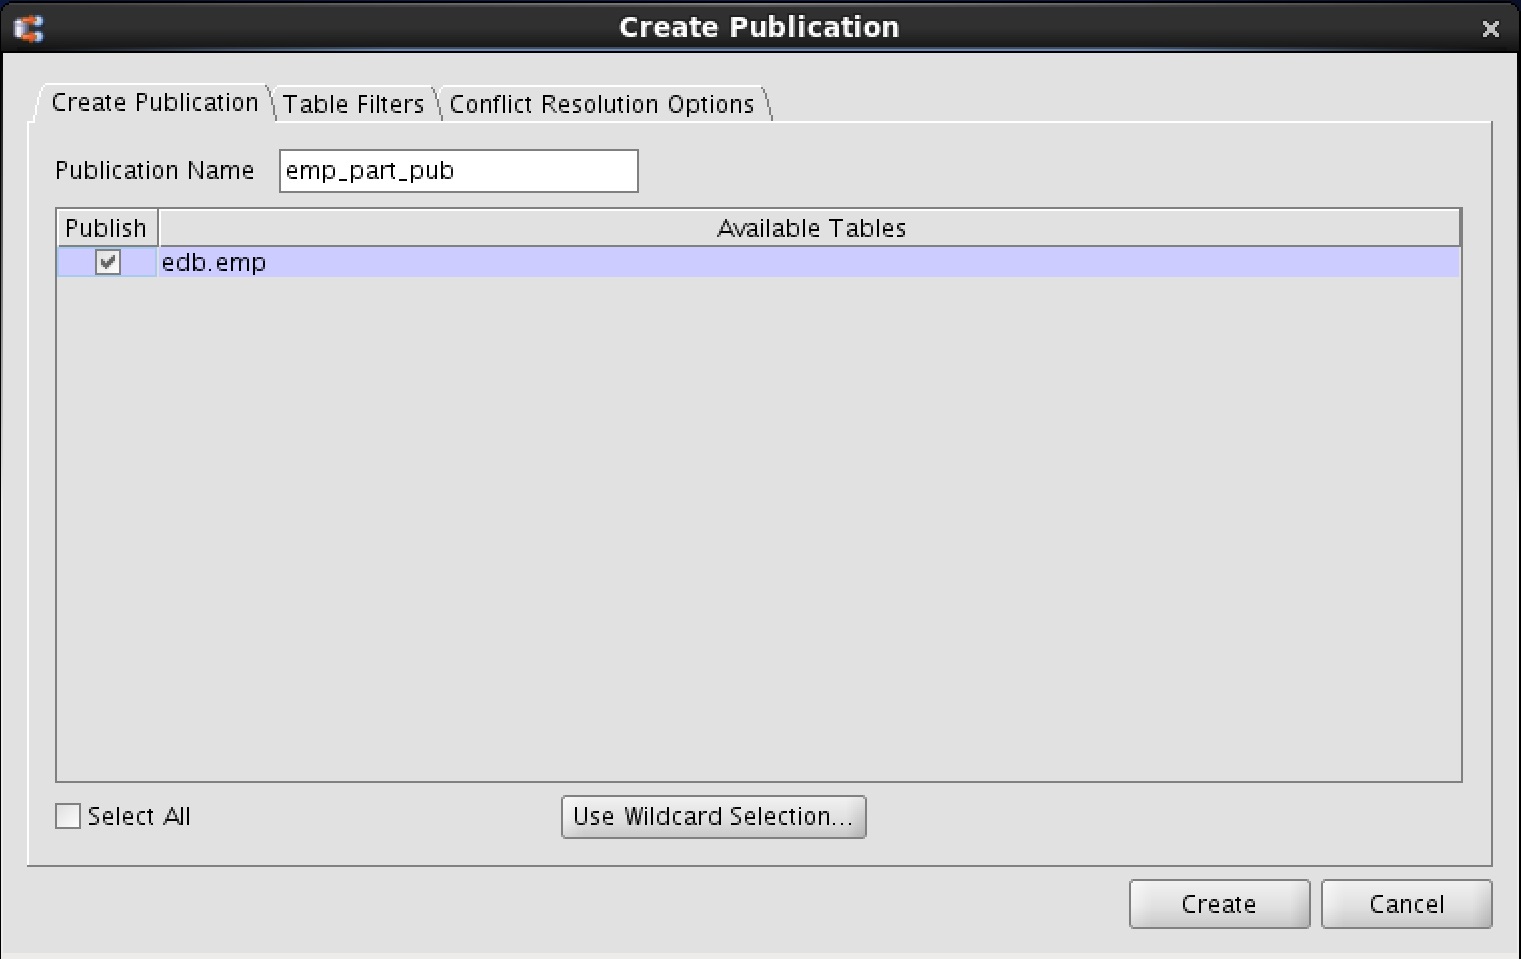 Create Publication
Create Publication Table Filters Conflict Resolution Options
Publication Name emp_part_pub
Publish Available Tables
edb.emp
Select All Use Wildcard Selection...
Create Cancel